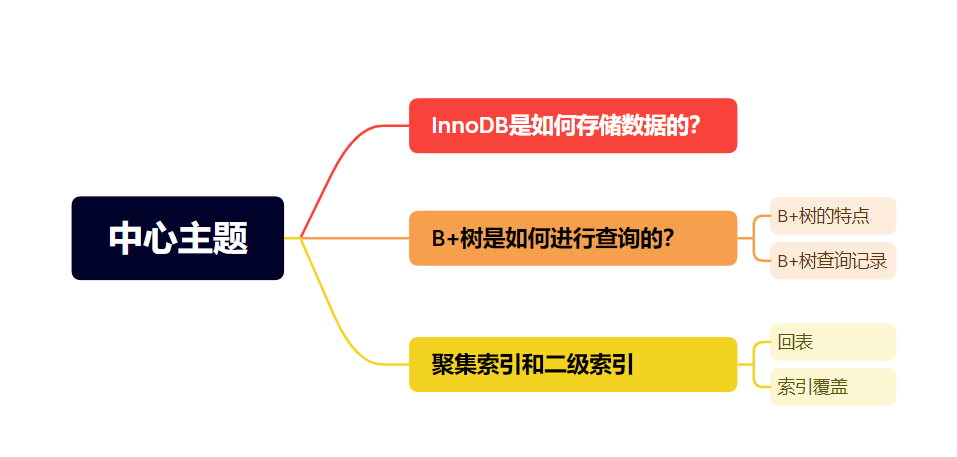 中心主题
InnoDB是如何存储数据的?
B+树是如何进行查询的?
B+树的特点
B+树查询记录
聚集索引和二级索引
回表
索引覆盖